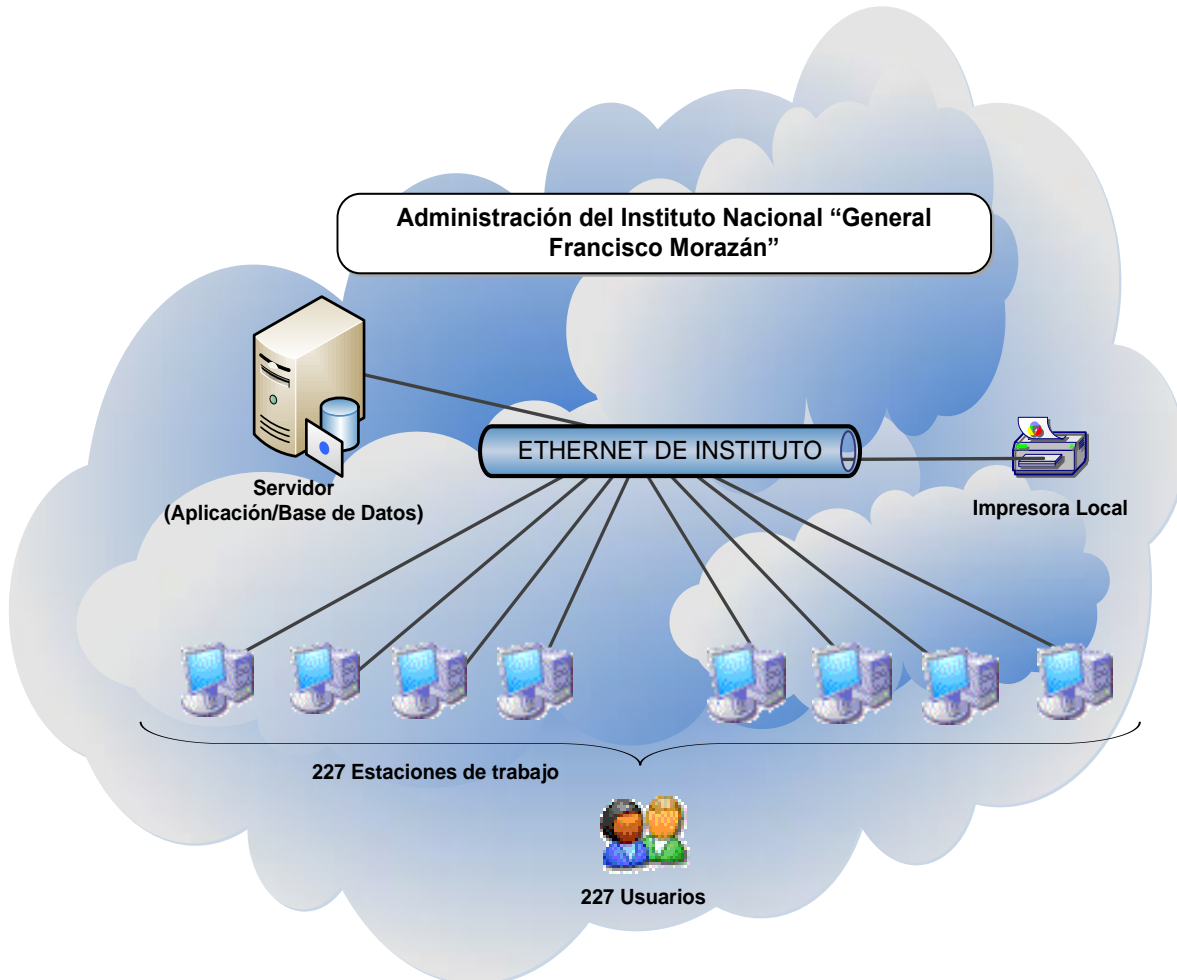 Administración del Instituto Nacional “General
Francisco Morazán”
ETHERNET DE INSTITUTO
Servidor
(Aplicación/Base de Datos)
Impresora Local
227 Estaciones de trabajo
227 Usuarios